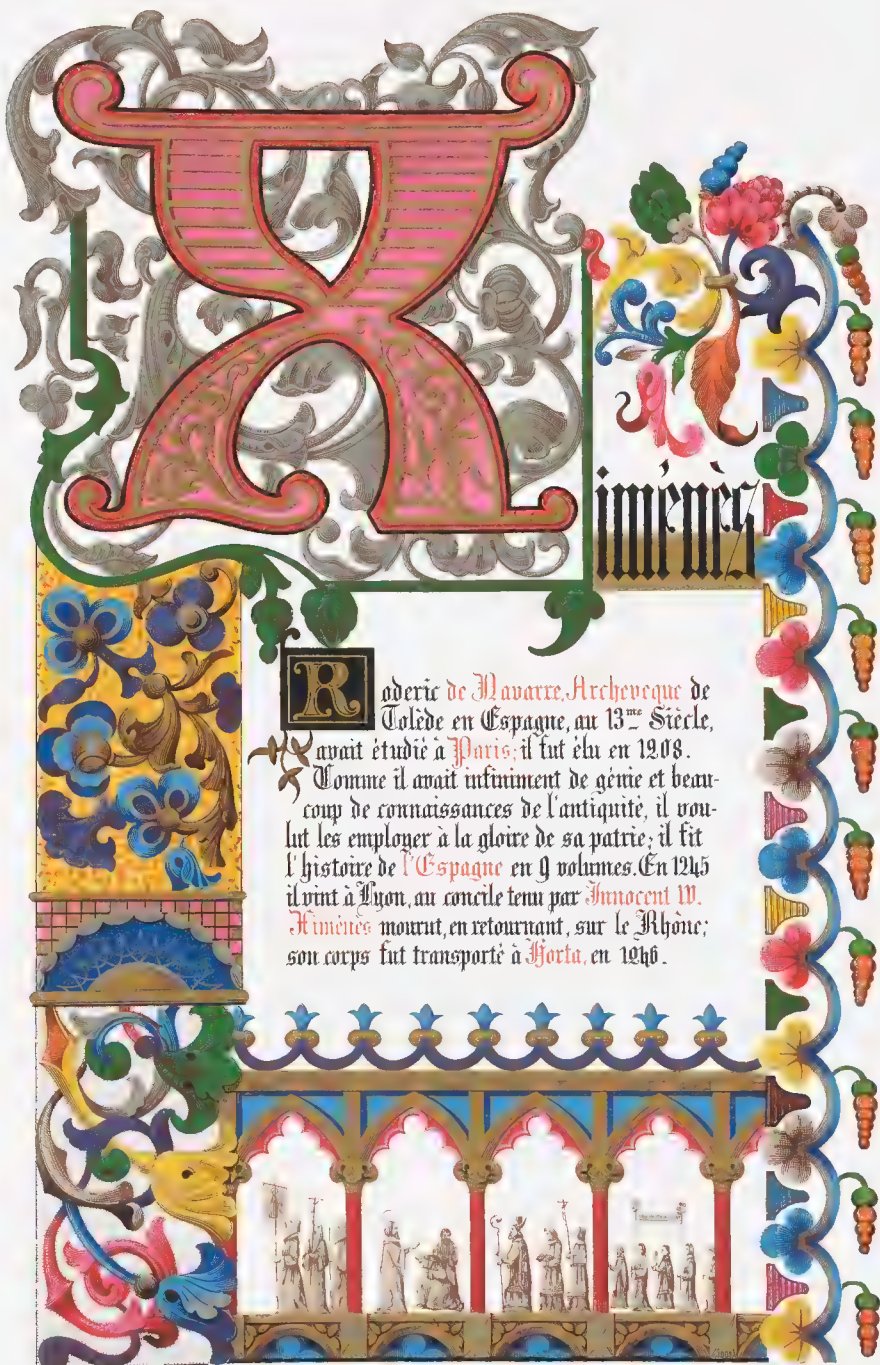 Ximénès
Roderic de Navarre, Archeveque de
Tolède en Espagne, au 13me Siècle,
avait étudié à Paris; il fut élu en 1208.
Comme il avait infiniment de génie et beau-
coup de connaissances de l'antiquité, il vou-
lut les employer à la gloire de sa patrie; il fit
l'histoire de l'Espagne en 9 volumes. En 1245
il vint à Lyon, au concile tenu par Innocent IV.
Ximénès mourut, en retournant, sur le Rhône;
son corps fut transporté à Horta, en 1246.